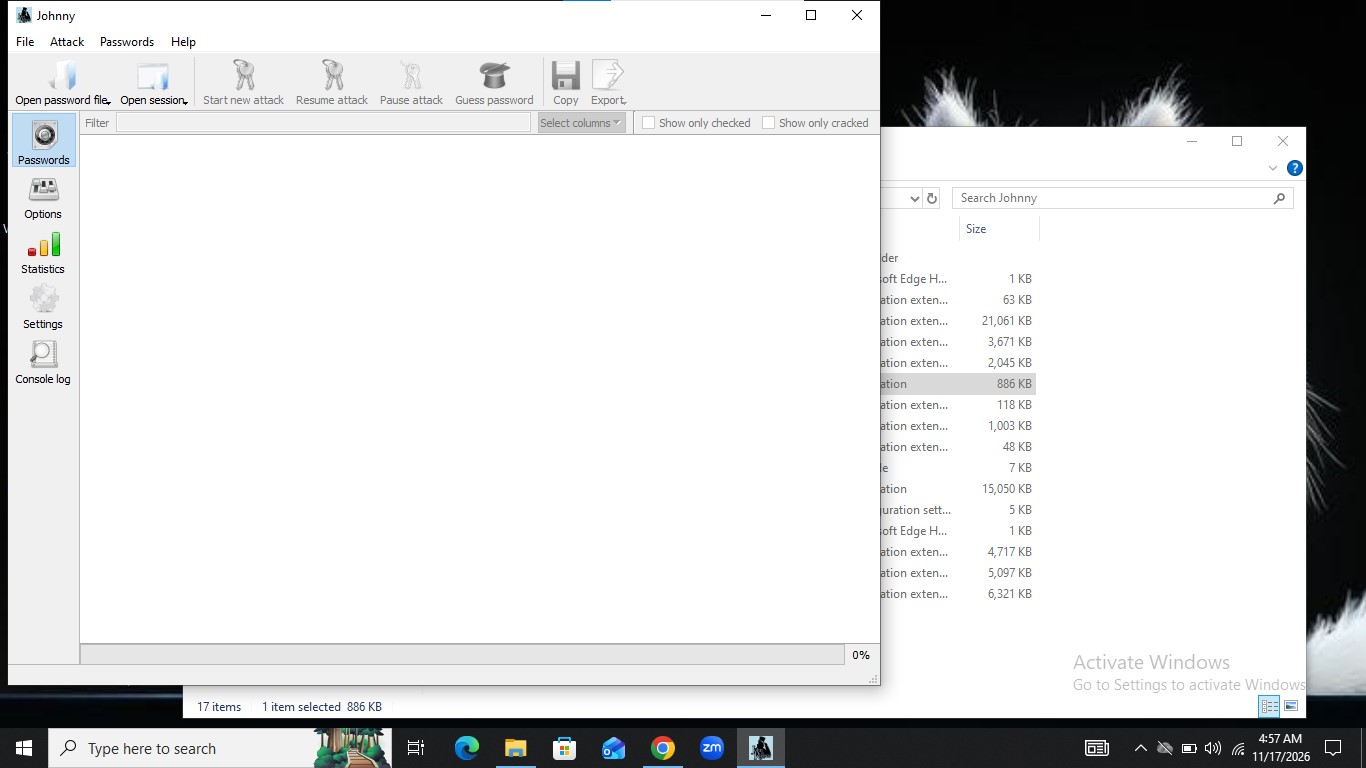 Johnny
File Attack Passwords Help
Open password file Open session Start new attack Resume attack Pause attack Guess password Copy Export
Filter Select columns Show only checked Show only cracked
Passwords
Options
Statistics
Settings
Console log
0%
Search Johnny
Size
der
soft Edge H... 1 KB
ation exten... 63 KB
ation exten... 21,061 KB
ation exten... 3,671 KB
ation exten... 2,045 KB
ation 886 KB
ation exten... 118 KB
ation exten... 1,003 KB
ation exten... 48 KB
le 7 KB
ation 15,050 KB
uration sett... 5 KB
soft Edge H... 1 KB
ation exten... 4,717 KB
ation exten... 5,097 KB
ation exten... 6,321 KB
Activate Windows
Go to Settings to activate Windows
17 items 1 item selected 886 KB
Type here to search
zm
4:57 AM
11/17/2026